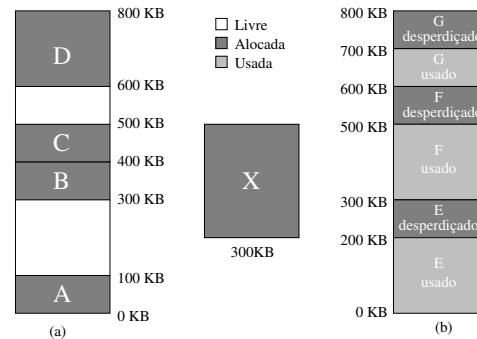 800 KB
D
600 KB
500 KB
C
400 KB
B
300 KB
100 KB
A
0 KB
(a)
Livre
Alocada
Usada
X
300KB
800 KB
G
desperdiçado
700 KB
G
usado
600 KB
F
desperdiçado
500 KB
F
usado
300 KB
E
desperdiçado
200 KB
E
usado
0 KB
(b)